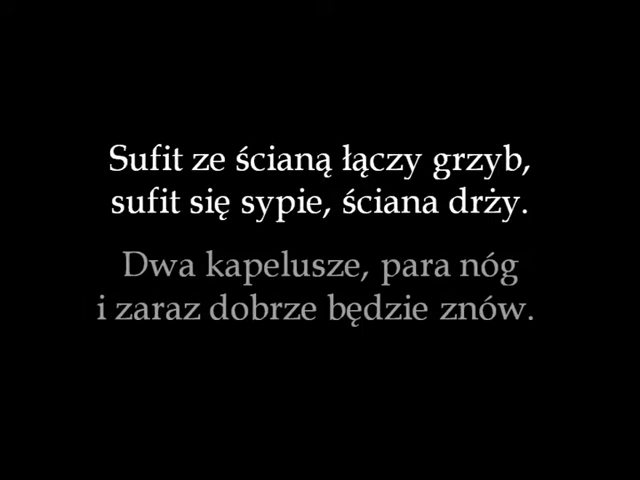 Sufit ze ścianą łączy grzyb,
sufit się sypie, ściana drży.
Dwa kapelusze, para nóg
i zaraz dobrze będzie znów.